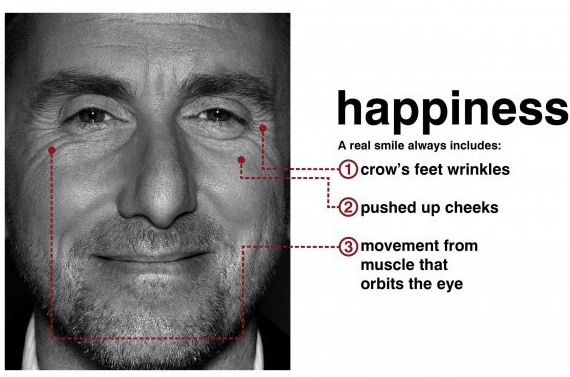 happiness
A real smile always includes:
1 crow's feet wrinkles
2 pushed up cheeks
3 movement from
muscle that
orbits the eye